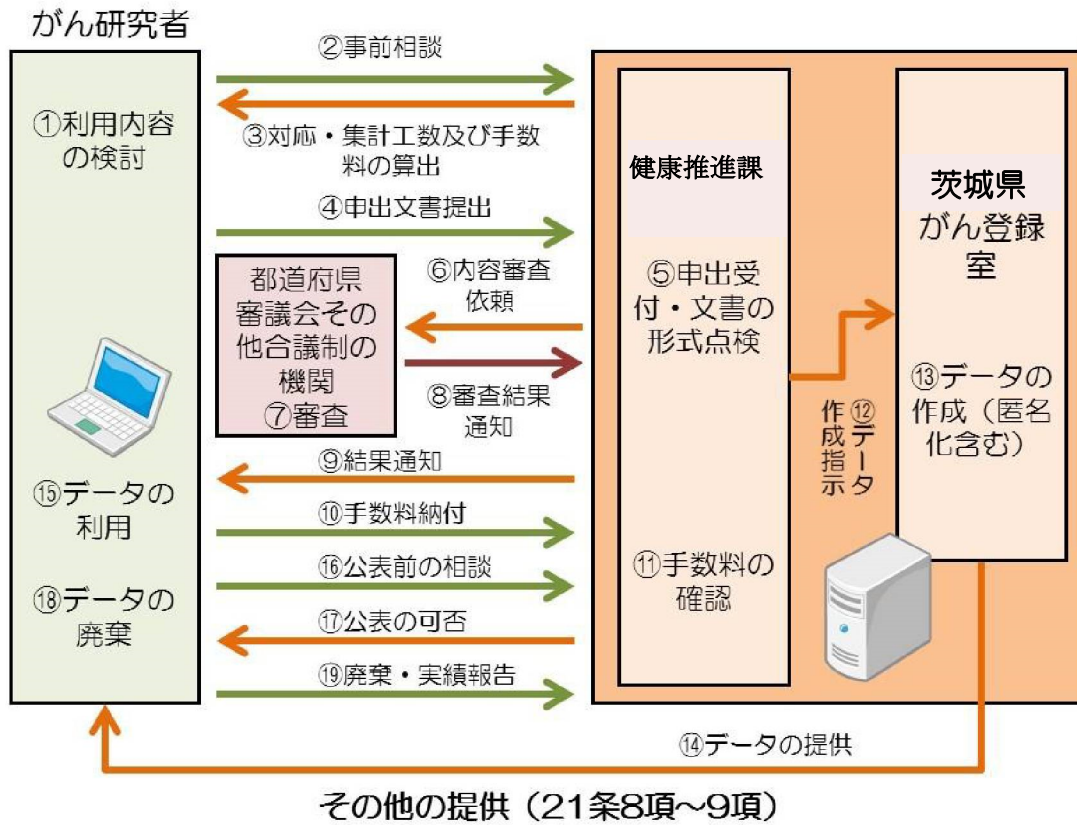 がん研究者
①利用内容
の検討
②事前相談
③対応・集計工数及び手数
料の算出
④申出文書提出
都道府県
審議会その
他合議制の
機関
⑦審査
⑥内容審査
依頼
⑧審査結果
通知
⑨結果通知
⑩手数料納付
⑯公表前の相談
⑰公表の可否
⑲廃棄・実績報告
⑮データの
利用
⑱データの
廃棄
健康推進課
⑤申出受
付・文書の
形式点検
⑪手数料の
確認
⑫データ
作成指示
茨城県
がん登録
室
⑬データの
作成（匿名
化含む）
⑭データの提供
その他の提供（21条8項～9項）